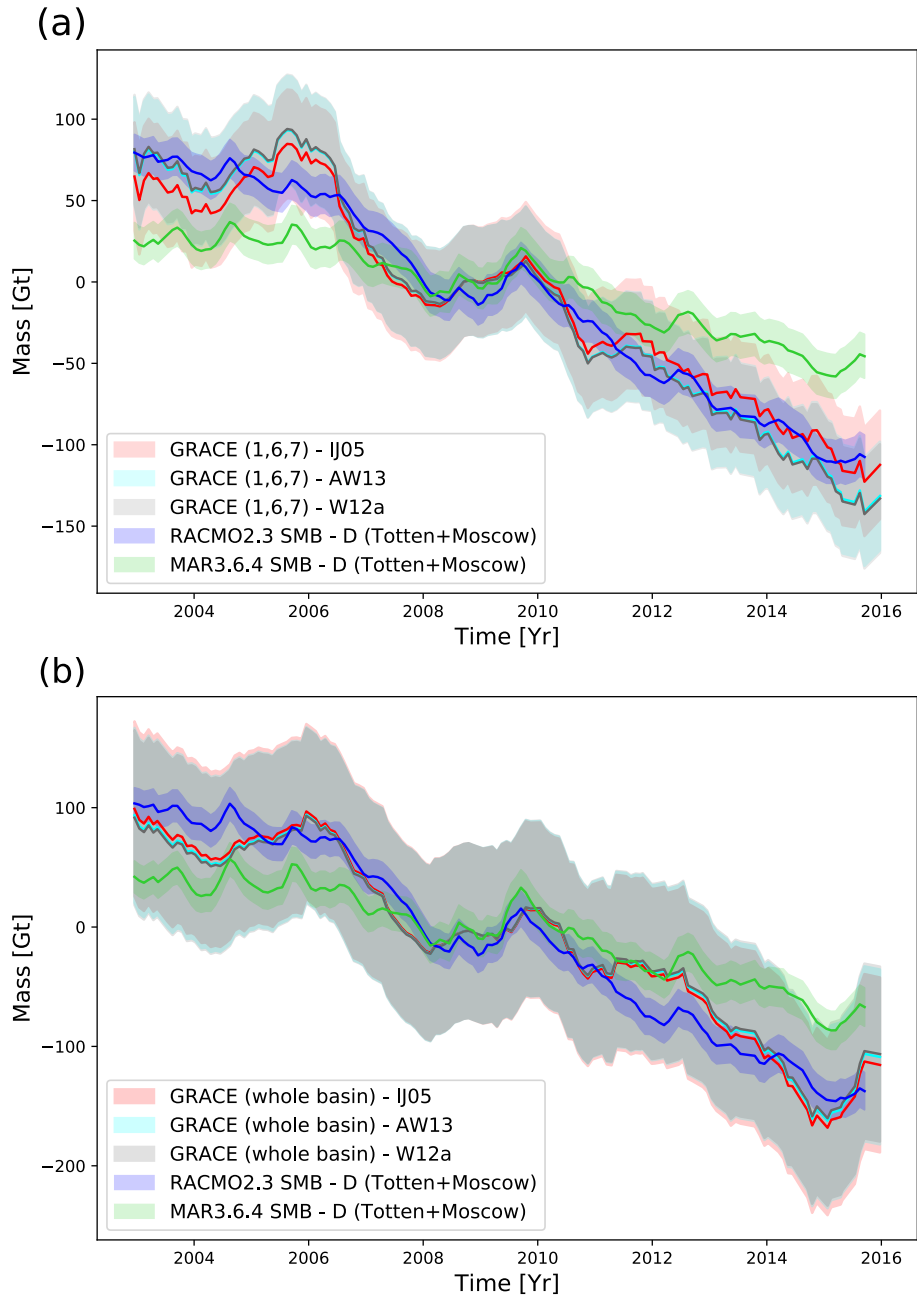 (a)
Mass [Gt]
100
50
0
−50
−100
−150
GRACE (1,6,7) - IJ05
GRACE (1,6,7) - AW13
GRACE (1,6,7) - W12a
RACMO2.3 SMB - D (Totten+Moscow)
MAR3.6.4 SMB - D (Totten+Moscow)
2004 2006 2008 2010 2012 2014 2016
Time [Yr]
(b)
Mass [Gt]
100
0
−100
−200
GRACE (whole basin) - IJ05
GRACE (whole basin) - AW13
GRACE (whole basin) - W12a
RACMO2.3 SMB - D (Totten+Moscow)
MAR3.6.4 SMB - D (Totten+Moscow)
2004 2006 2008 2010 2012 2014 2016
Time [Yr]